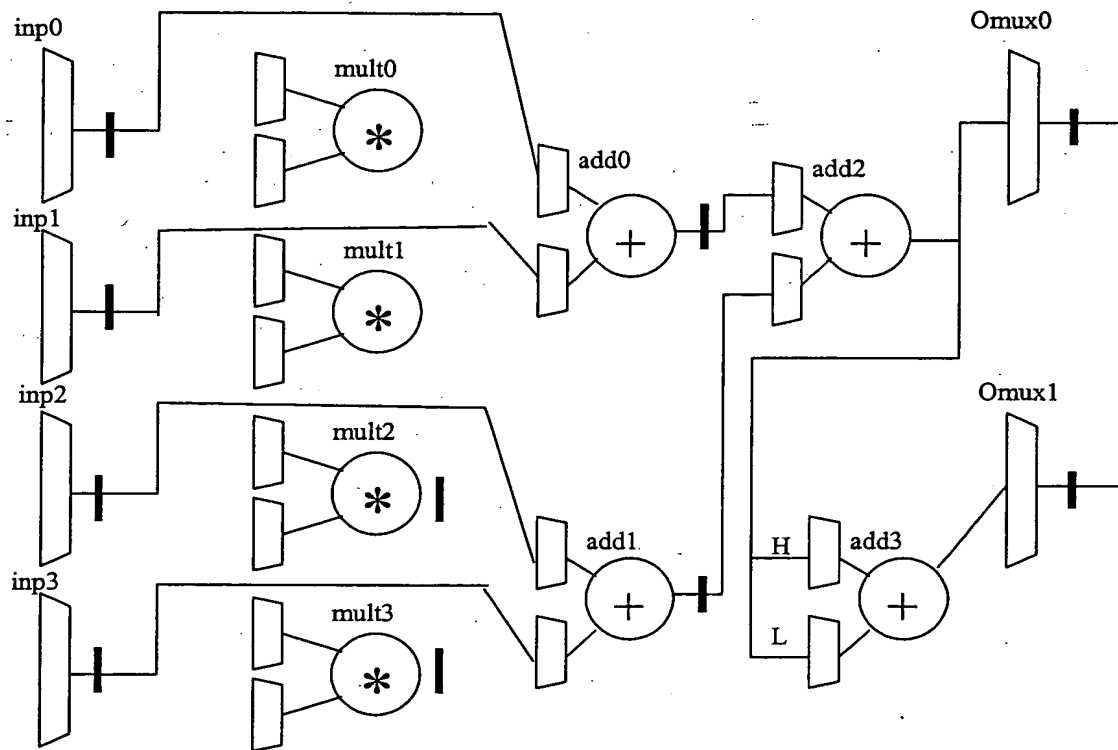 inp0
Omux0
mult0
*
add0
add2
+
+
inp1
mult1
*
inp2
Omux1
mult2
*
H
add3
add1
+
+
inp3
mult3
*
L